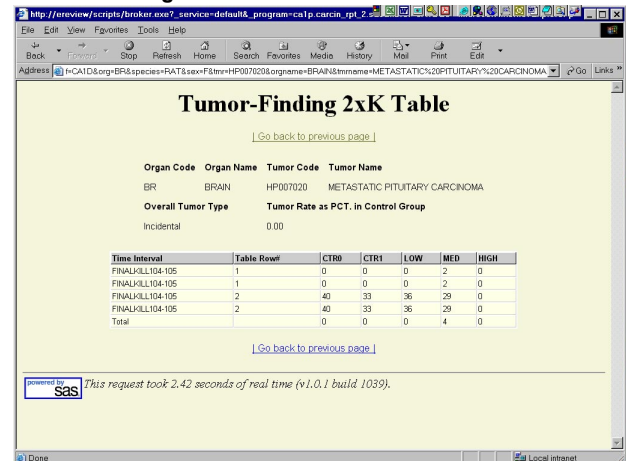 http://ereview/scripts/broker.exe?_service=default&_program=ca1p.carcin_rpt_2.s
File Edit View Favorites Tools Help
Back Forward Stop Refresh Home Search Favorites Media History Mail Print Edit
Address f=CA1D&org=BR&species=RAT&sex=F&tmr=HP007020&orgname=BRAIN&tmrname=METASTATIC%20PITUITARY%20CARCINOMA Go Links »
Tumor-Finding 2xK Table
| Go back to previous page |
Organ Code Organ Name Tumor Code Tumor Name
BR BRAIN HP007020 METASTATIC PITUITARY CARCINOMA
Overall Tumor Type Tumor Rate as PCT. in Control Group
Incidental 0.00
Time Interval Table Row# CTR0 CTR1 LOW MED HIGH
FINALKILL104-105 1 0 0 0 2 0
FINALKILL104-105 1 0 0 0 2 0
FINALKILL104-105 2 40 33 36 29 0
FINALKILL104-105 2 40 33 36 29 0
Total 0 0 0 4 0
| Go back to previous page |
powered by sas This request took 2.42 seconds of real time (v1.0.1 build 1039).
Done Local intranet